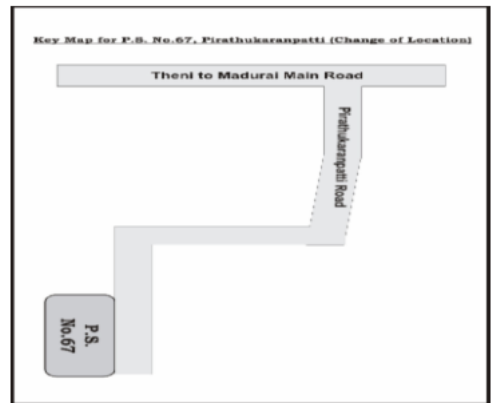 Key Map for P.S. No.67, Pirathukaranpatti (Change of Location)
Theni to Madurai Main Road
Pirathukaranpatti Road
P.S.
No.67